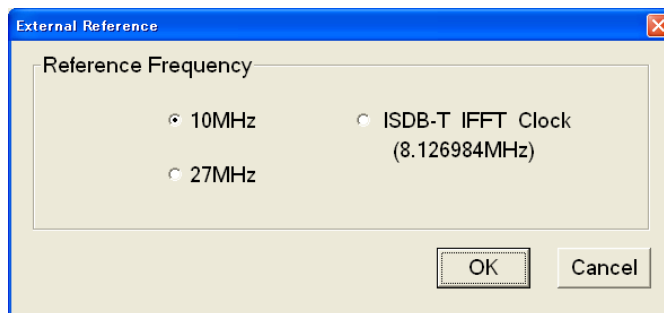 External Reference
Reference Frequency
10MHz
ISDB-T IFFT Clock
(8.126984MHz)
27MHz
OK
Cancel